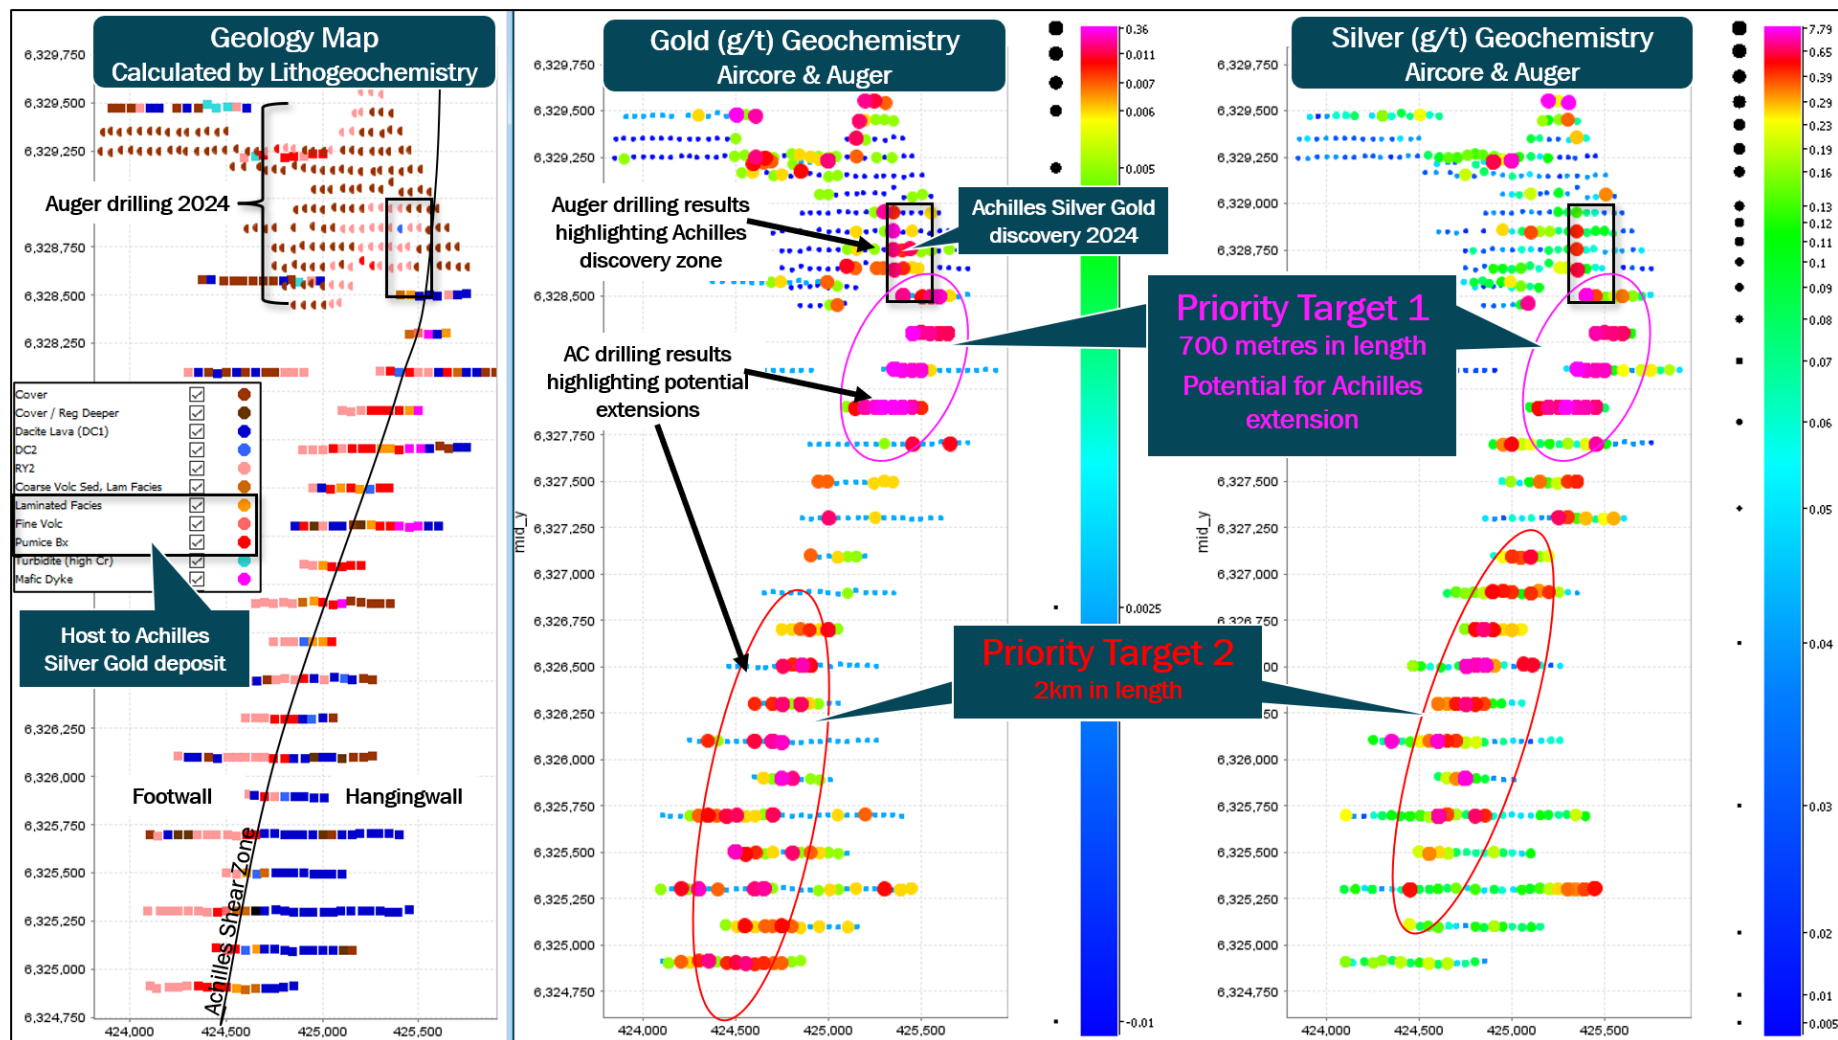 Geology Map
Calculated by Lithogeochemistry
6,329,750
6,329,500
6,329,250
Auger drilling 2024
6,328,750
6,328,500
6,328,250
Cover
Cover / Reg Deeper
Dacite Lava (DC1)
DC2
RY2
Coarse Volc Sed, Lam Facies
Laminated Facies
Fine Volc
Pumice Bx
Turbidite (high Cr)
Mafic Dyke
Host to Achilles
Silver Gold deposit
6,326,250
6,326,000
Footwall
Hangingwall
6,325,750
6,325,500
6,325,250
6,325,000
6,324,750
Achilles Shear Zone
424,000
424,500
425,000
425,500
Gold (g/t) Geochemistry
Aircore & Auger
6,329,750
6,329,500
6,329,250
Auger drilling results
highlighting Achilles
discovery zone
Achilles Silver Gold
discovery 2024
6,328,500
AC drilling results
highlighting potential
extensions
6,327,750
6,327,500
6,327,250
6,327,000
6,326,750
6,326,500
6,326,250
6,326,000
6,325,750
6,325,500
6,325,250
6,325,000
6,324,750
mid_y
424,000
424,500
425,000
425,500
0.36
0.011
0.007
0.006
0.005
0.0025
-0.01
Priority Target 1
700 metres in length
Potential for Achilles
extension
Priority Target 2
2km in length
Silver (g/t) Geochemistry
Aircore & Auger
6,329,750
6,329,500
6,329,250
6,329,000
6,328,750
6,328,500
6,327,500
6,327,250
6,327,000
6,326,750
6,326,000
6,325,750
6,325,500
6,325,250
6,325,000
6,324,750
mid_y
424,000
424,500
425,000
425,500
7.79
0.65
0.39
0.29
0.23
0.19
0.16
0.13
0.12
0.11
0.1
0.09
0.08
0.07
0.06
0.05
0.04
0.03
0.02
0.01
0.005